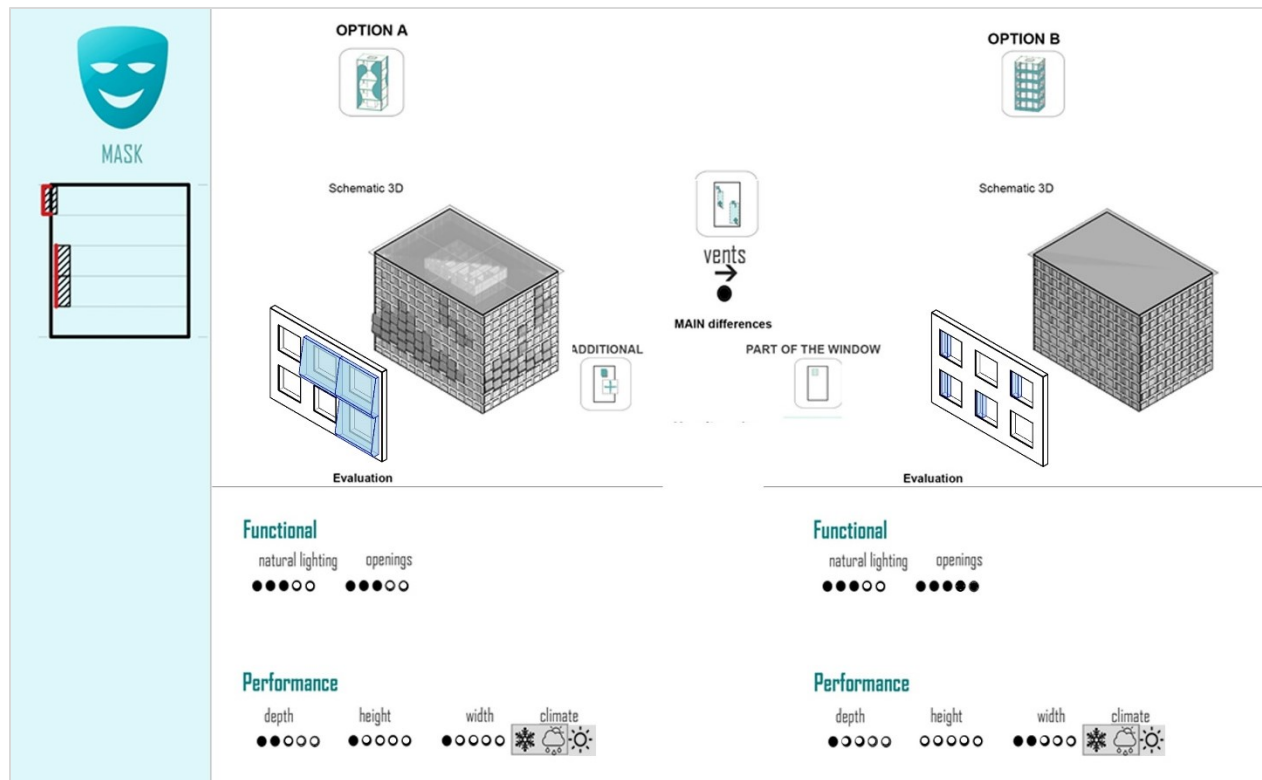 MASK
OPTION A
Schematic 3D
vents
MAIN differences
ADDITIONAL
PART OF THE WINDOW
OPTION B
Schematic 3D
Evaluation
Functional
natural lighting openings
Performance
depth height width climate
Evaluation
Functional
natural lighting openings
Performance
depth height width climate